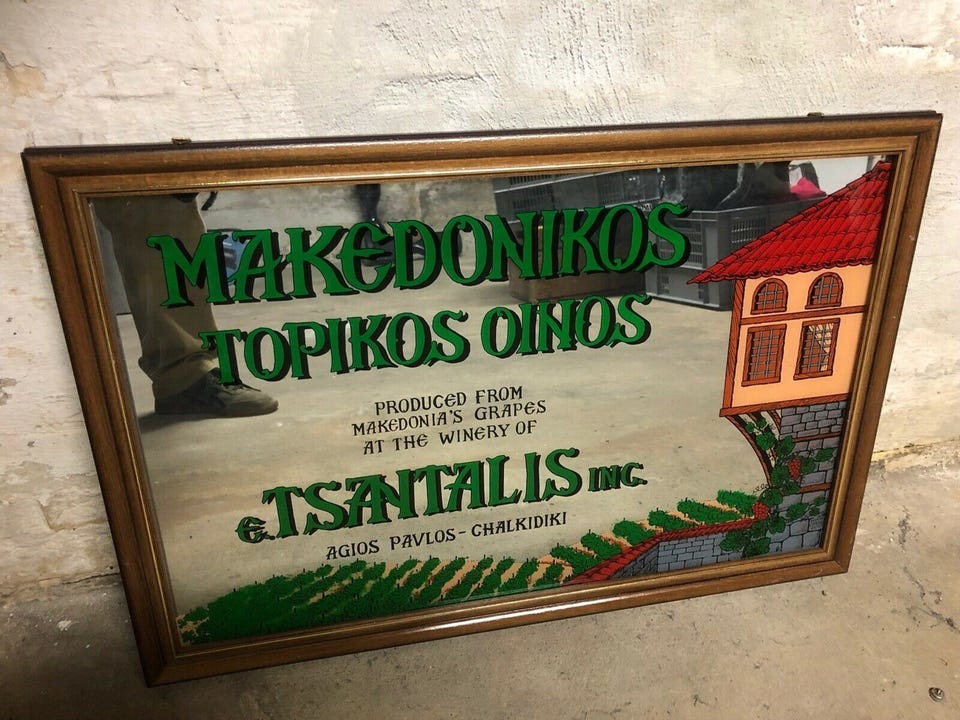 MAKEDONIKOS
TOPIKOS OINOS
PRODUCED FROM
MAKEDONIA'S GRAPES
AT THE WINERY OF
E. TSANTALIS INC.
AGIOS PAVLOS - CHALKIDIKI